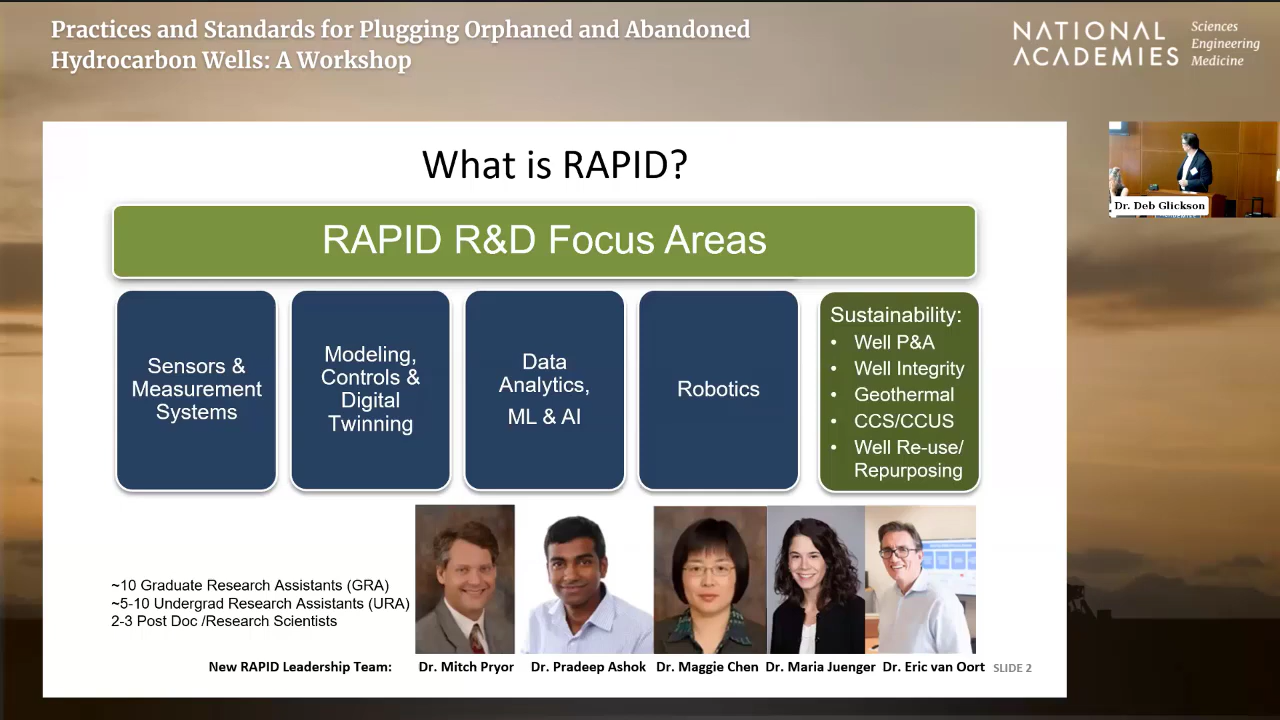 Practices and Standards for Plugging Orphaned and Abandoned
Hydrocarbon Wells: A Workshop
NATIONAL
ACADEMIES
Sciences
Engineering
Medicine
What is RAPID?
RAPID R&D Focus Areas
Sensors &
Measurement
Systems
Modeling,
Controls &
Digital
Twinning
Data
Analytics,
ML & AI
Robotics
Sustainability:
• Well P&A
• Well Integrity
• Geothermal
• CCS/CCUS
• Well Re-use/
Repurposing
Dr. Deb Glickson
~10 Graduate Research Assistants (GRA)
~5-10 Undergrad Research Assistants (URA)
2-3 Post Doc /Research Scientists
New RAPID Leadership Team: Dr. Mitch Pryor Dr. Pradeep Ashok Dr. Maggie Chen Dr. Maria Juenger Dr. Eric van Oort SLIDE 2